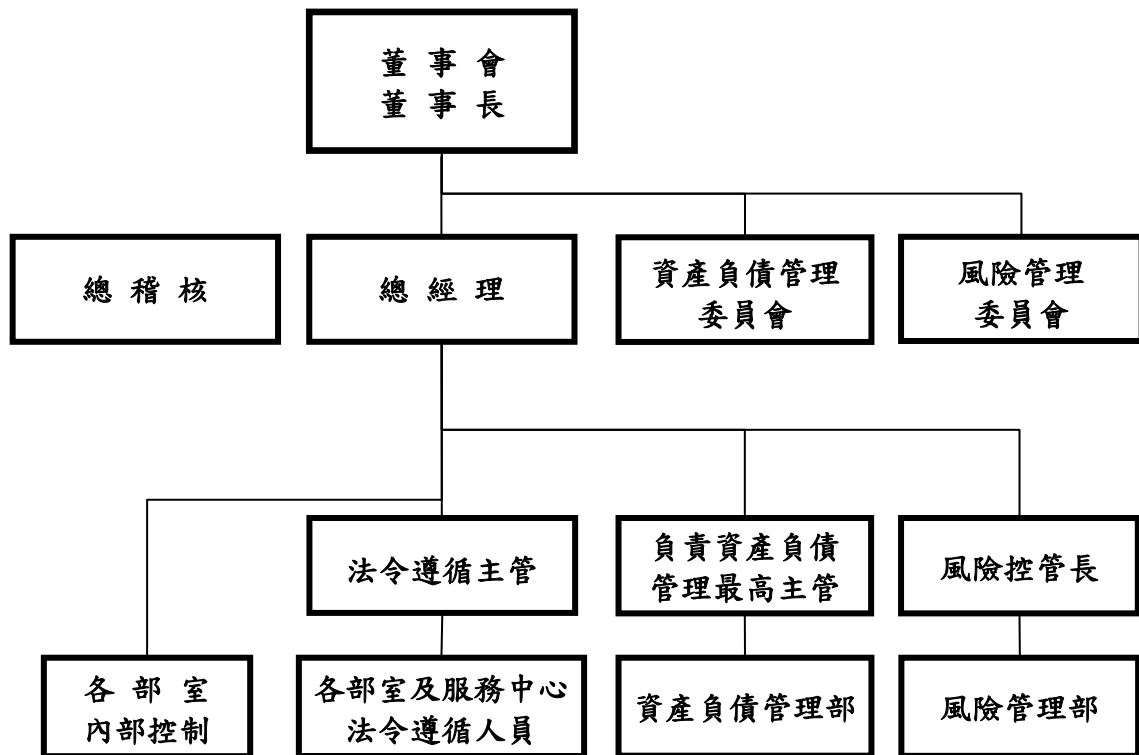 董事會
董事長
總稽核
總經理
資產負債管理
委員會
風險管理
委員會
法令遵循主管
負責資產負債
管理最高主管
風險控管長
各部室
內部控制
各部室及服務中心
法令遵循人員
資產負債管理部
風險管理部